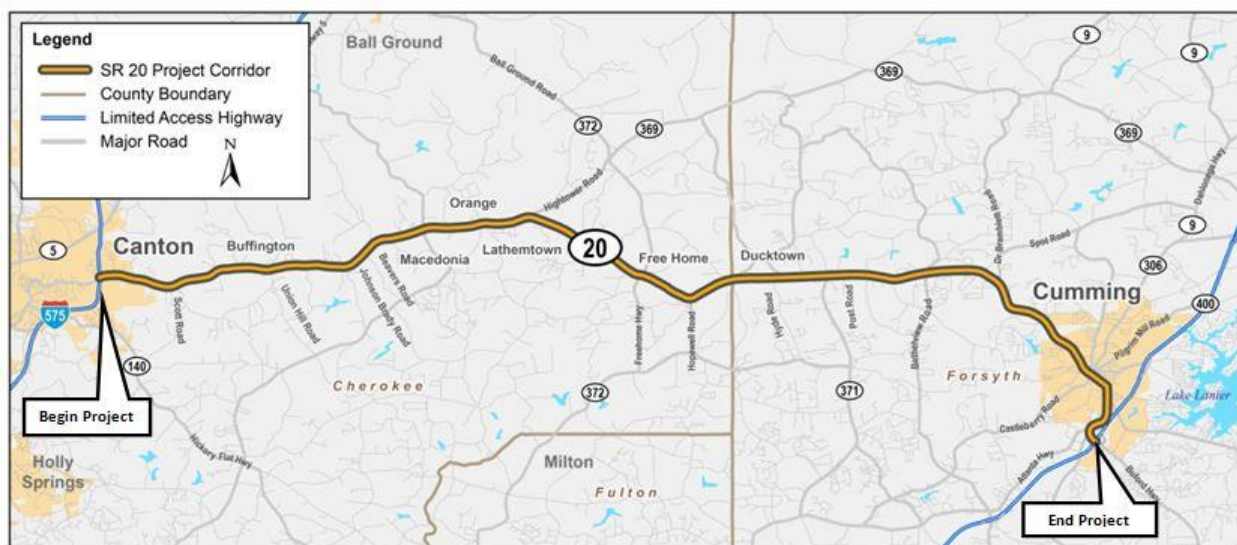 Legend
SR 20 Project Corridor
County Boundary
Limited Access Highway
Major Road
N
Ball Ground
Ball Ground Road
9
9
369
372
369
369
Dahlonega Hwy
Orange
Hightower Road
Dr Bramblett Road
5
Canton
Buffington
Lathemtown
20
Free Home
Ducktown
Spot Road
9
Macedonia
306
Cumming
400
575
Scott Road
Union Hill Road
Beavers Road
Johnson Brady Road
Freehome Hwy
Hopewell Road
Hyde Road
Post Road
Bethelview Road
Pilgrim Mill Road
140
Cherokee
372
371
Forsyth
Lake Lanier
Begin Project
Castleberry Road
Hickory Flat Hwy
Holly
Springs
Milton
Fulton
Atlanta Hwy
Buford Hwy
End Project